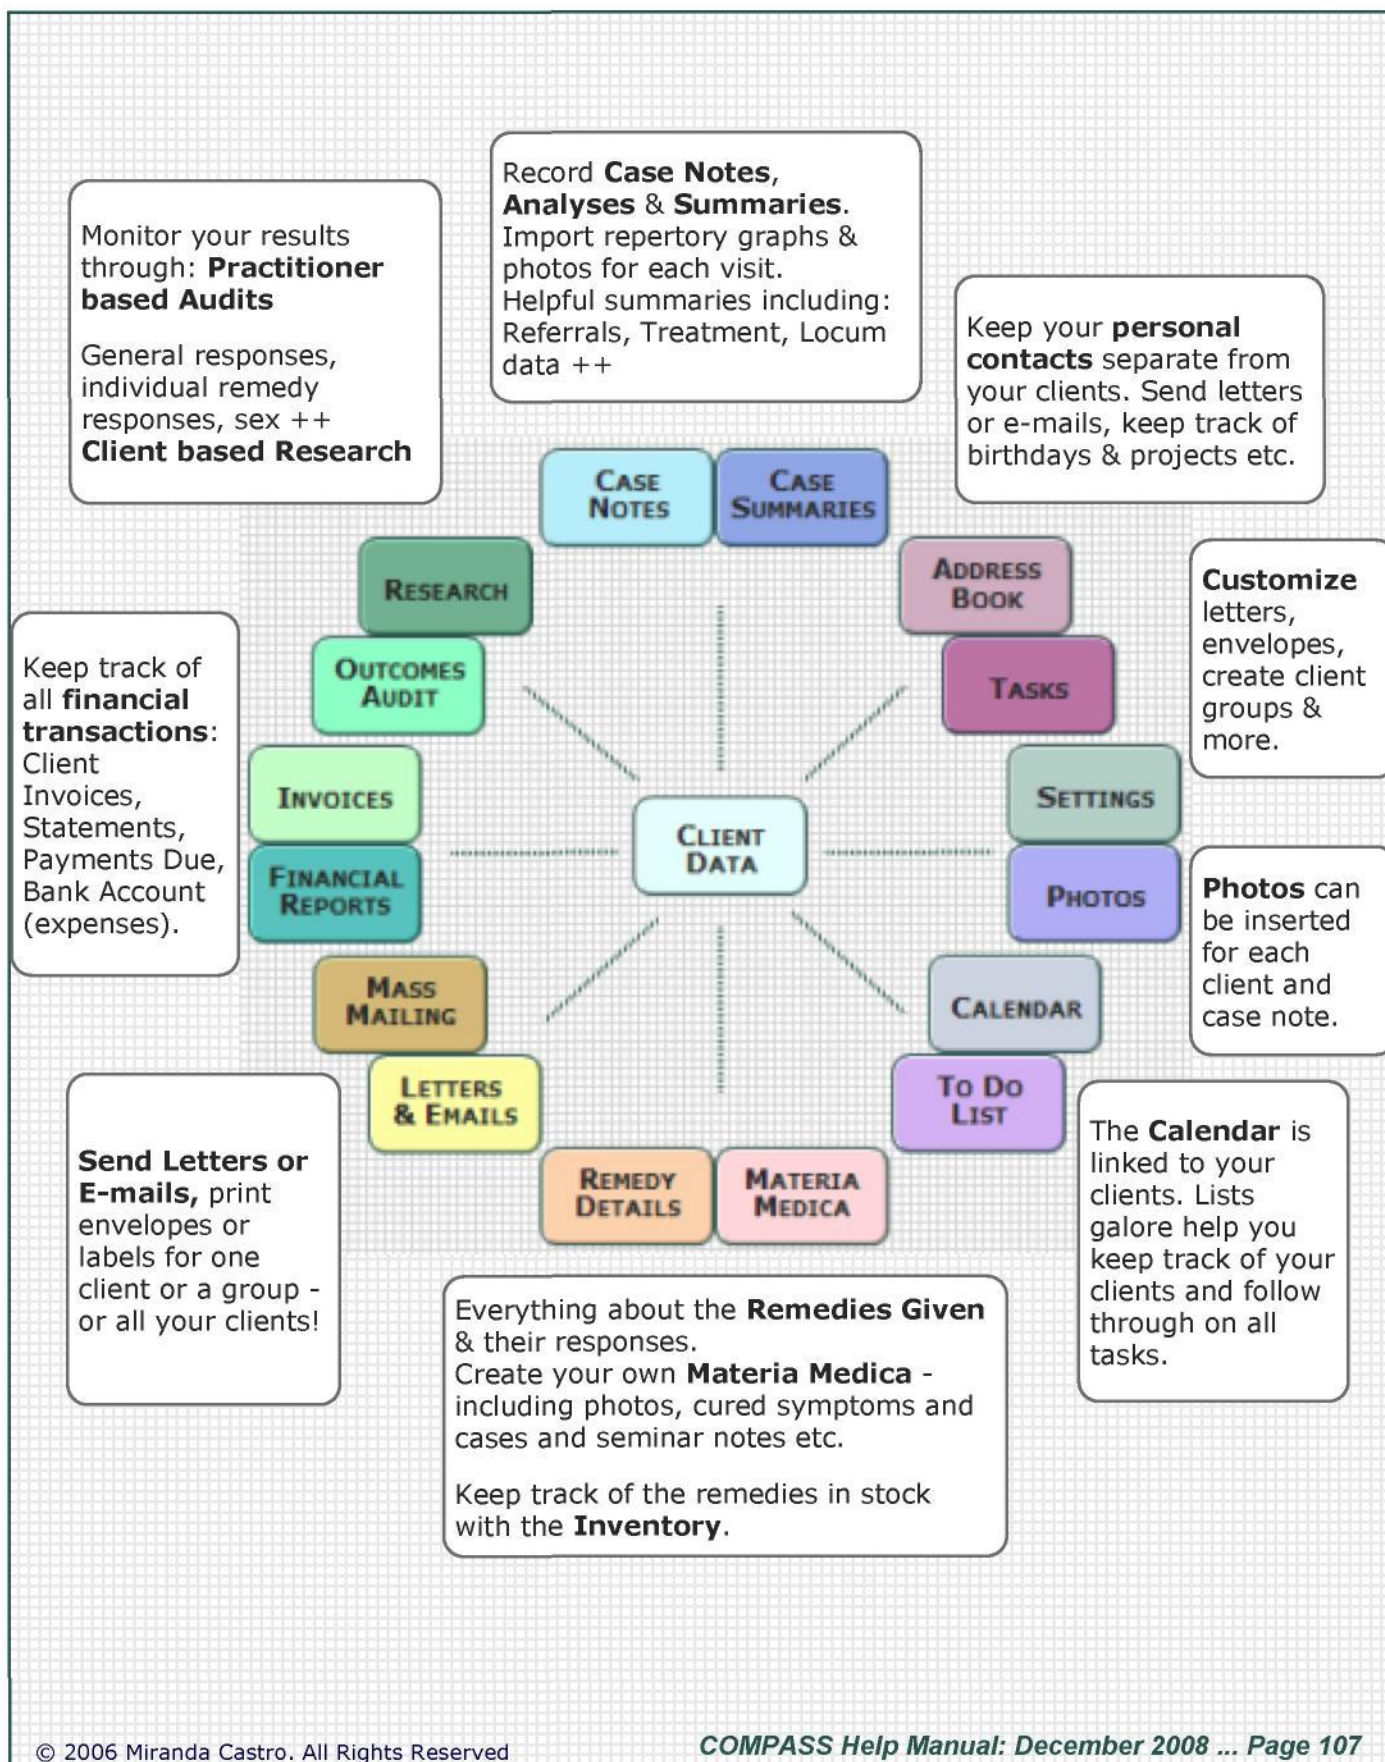 Record Case Notes,
Analyses & Summaries.
Import repertory graphs &
photos for each visit.
Helpful summaries including:
Referrals, Treatment, Locum
data ++
Monitor your results
through: Practitioner
based Audits
General responses,
individual remedy
responses, sex ++
Client based Research
Keep your personal
contacts separate from
your clients. Send letters
or e-mails, keep track of
birthdays & projects etc.
CASE
NOTES
CASE
SUMMARIES
RESEARCH
ADDRESS
BOOK
OUTCOMES
AUDIT
TASKS
Customize
letters,
envelopes,
create client
groups &
more.
Keep track of
all financial
transactions:
Client
Invoices,
Statements,
Payments Due,
Bank Account
(expenses).
INVOICES
SETTINGS
CLIENT
DATA
FINANCIAL
REPORTS
PHOTOS
Photos can
be inserted
for each
client and
case note.
MASS
MAILING
CALENDAR
LETTERS
& EMAILS
TO DO
LIST
REMEDY
DETAILS
MATERIA
MEDICA
Send Letters or
E-mails, print
envelopes or
labels for one
client or a group -
or all your clients!
The Calendar is
linked to your
clients. Lists
galore help you
keep track of your
clients and follow
through on all
tasks.
Everything about the Remedies Given
& their responses.
Create your own Materia Medica -
including photos, cured symptoms and
cases and seminar notes etc.
Keep track of the remedies in stock
with the Inventory.
© 2006 Miranda Castro. All Rights Reserved
COMPASS Help Manual: December 2008 ... Page 107